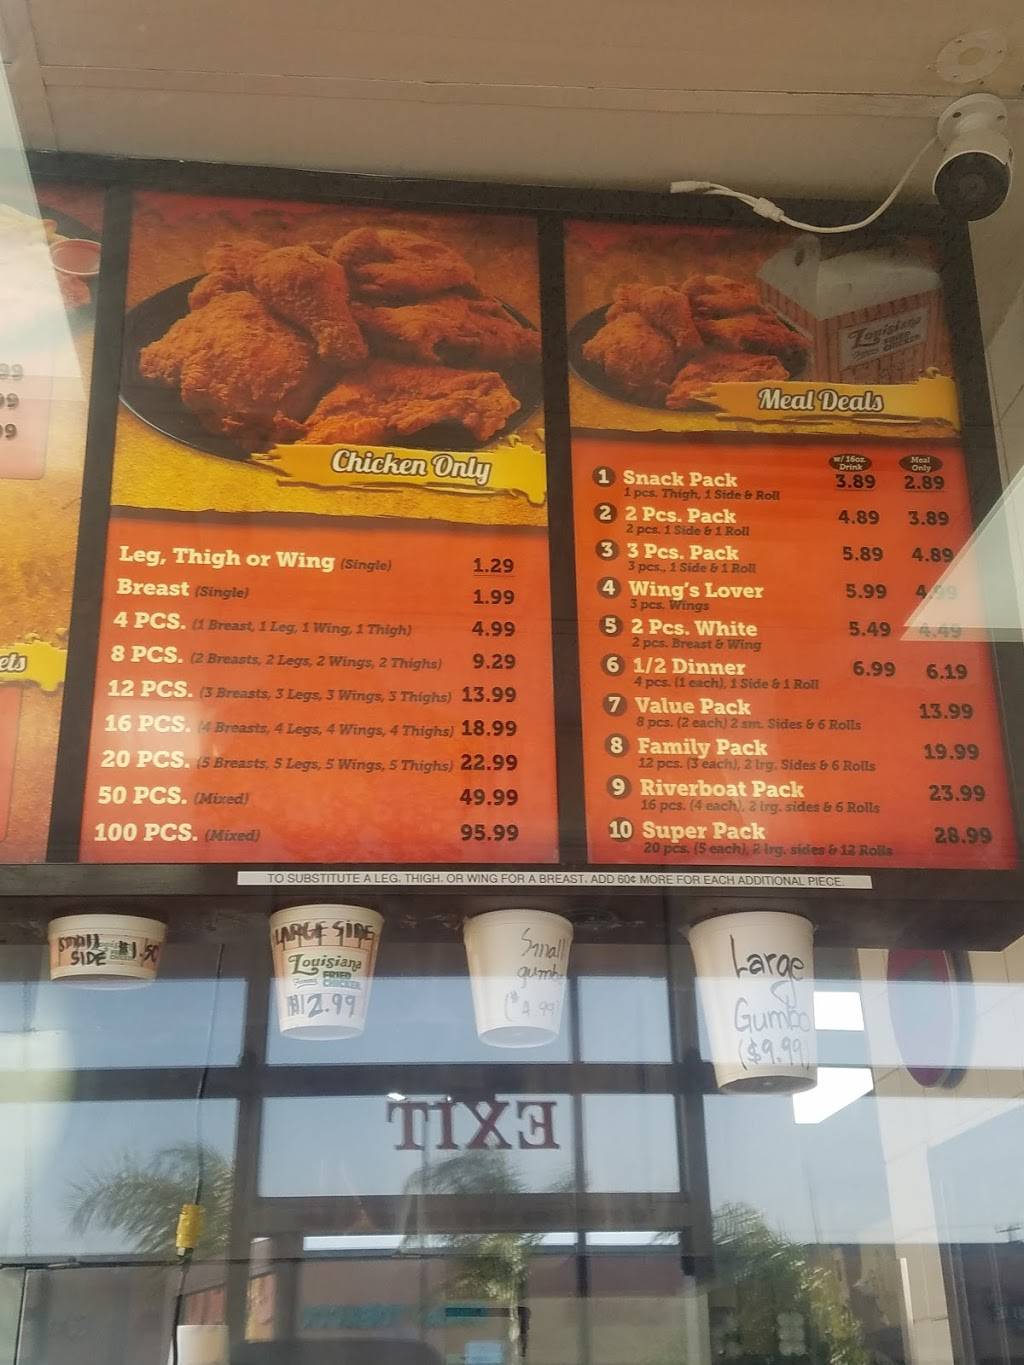 Chicken Only
Leg, Thigh or Wing (Single) 1.29
Breast (Single) 1.99
4 PCS. (1 Breast, 1 Leg, 1 Wing, 1 Thigh) 4.99
8 PCS. (2 Breasts, 2 Legs, 2 Wings, 2 Thighs) 9.29
12 PCS. (3 Breasts, 3 Legs, 3 Wings, 3 Thighs) 13.99
16 PCS. (4 Breasts, 4 Legs, 4 Wings, 4 Thighs) 18.99
20 PCS. (5 Breasts, 5 Legs, 5 Wings, 5 Thighs) 22.99
50 PCS. (Mixed) 49.99
100 PCS. (Mixed) 95.99
Louisiana
Famous FRIED
CHICKEN
Meal Deals
w/ 16oz. Drink Meal Only
1 Snack Pack 3.89 2.89
1 pcs. Thigh, 1 Side & Roll
2 2 Pcs. Pack 4.89 3.89
2 pcs. 1 Side & 1 Roll
3 3 Pcs. Pack 5.89 4.89
3 pcs., 1 Side & 1 Roll
4 Wing's Lover 5.99 4.99
3 pcs. Wings
5 2 Pcs. White 5.49 4.49
2 pcs. Breast & Wing
6 1/2 Dinner 6.99 6.19
4 pcs. (1 each), 1 Side & 1 Roll
7 Value Pack 13.99
8 pcs. (2 each) 2 sm. Sides & 6 Rolls
8 Family Pack 19.99
12 pcs. (3 each), 2 lrg. Sides & 6 Rolls
9 Riverboat Pack 23.99
16 pcs. (4 each), 2 lrg. sides & 6 Rolls
10 Super Pack 28.99
20 pcs. (5 each), 2 lrg. sides & 12 Rolls
TO SUBSTITUTE A LEG, THIGH, OR WING FOR A BREAST, ADD 60¢ MORE FOR EACH ADDITIONAL PIECE.
SMALL
SIDE $1.50
LARGE SIDE
Louisiana
Famous FRIED
CHICKEN
2.99
Small
gumbo
($4.99)
Large
Gumbo
($9.99)
EXIT